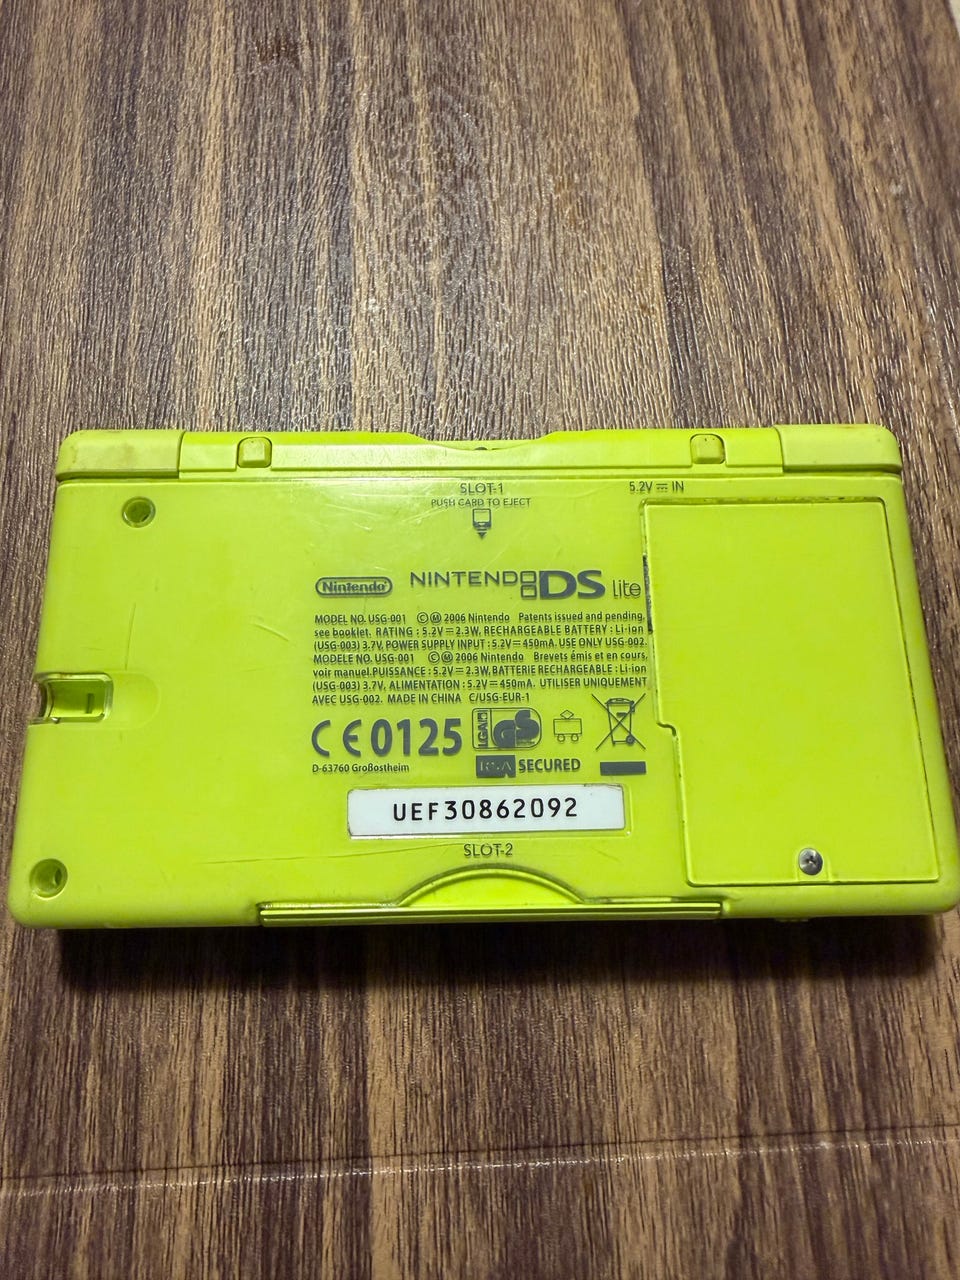 SLOT-1
PUSH CARD TO EJECT
5.2V ⎓ IN
Nintendo
NINTENDO DS Lite
MODEL NO. USG-001 ©Ⓜ 2006 Nintendo Patents issued and pending,
see booklet. RATING : 5.2V⎓2.3W, RECHARGEABLE BATTERY : Li-ion
(USG-003) 3.7V, POWER SUPPLY INPUT : 5.2V⎓450mA. USE ONLY USG-002.
MODELE NO. USG-001 ©Ⓜ 2006 Nintendo Brevets émis et en cours,
voir manuel. PUISSANCE : 5.2V⎓2.3W, BATTERIE RECHARGEABLE : Li-ion
(USG-003) 3.7V, ALIMENTATION : 5.2V⎓450mA. UTILISER UNIQUEMENT
AVEC USG-002. MADE IN CHINA C/USG-EUR-1
CE 0125 LGA GS
D-63760 Großostheim
RSA SECURED
UEF30862092
SLOT-2